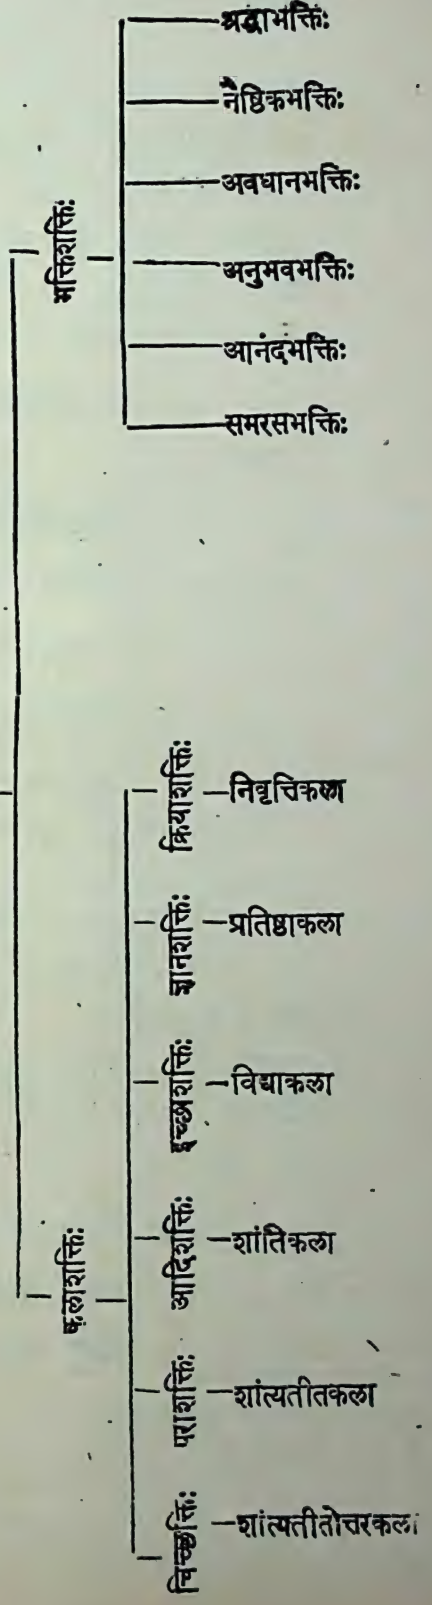 भक्तिशक्तिः
श्रद्धाभक्तिः
नैष्ठिकभक्तिः
अवधानभक्तिः
अनुभवभक्तिः
आनंदभक्तिः
समरसभक्तिः
कलाशक्तिः
क्रियाशक्तिः
निवृत्तिकला
ज्ञानशक्तिः
प्रतिष्ठाकला
इच्छाशक्तिः
विद्याकला
आदिशक्तिः
शांतिकला
पराशक्तिः
शांत्यतीतकला
चिच्छक्तिः
शांत्यतीतोत्तरकला